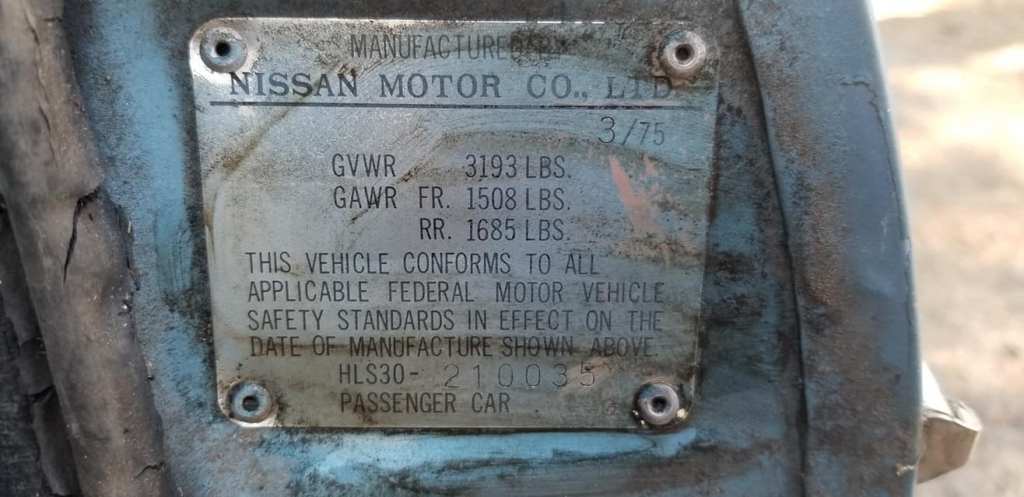 MANUFACTURED BY
NISSAN MOTOR CO., LTD.
3/75
GVWR 3193 LBS.
GAWR FR. 1508 LBS.
RR. 1685 LBS.
THIS VEHICLE CONFORMS TO ALL
APPLICABLE FEDERAL MOTOR VEHICLE
SAFETY STANDARDS IN EFFECT ON THE
DATE OF MANUFACTURE SHOWN ABOVE.
HLS30- 210035
PASSENGER CAR